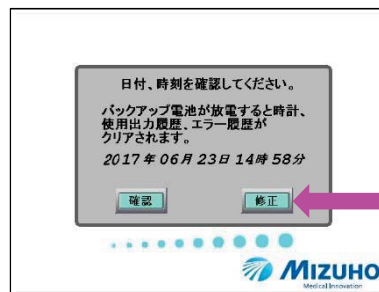 日付、時刻を確認してください。
バックアップ電池が放電すると時計、
使用出力履歴、エラー履歴が
クリアされます。
2017年06月23日14時58分
確認
修正
MIZUHO
Medical Innovation